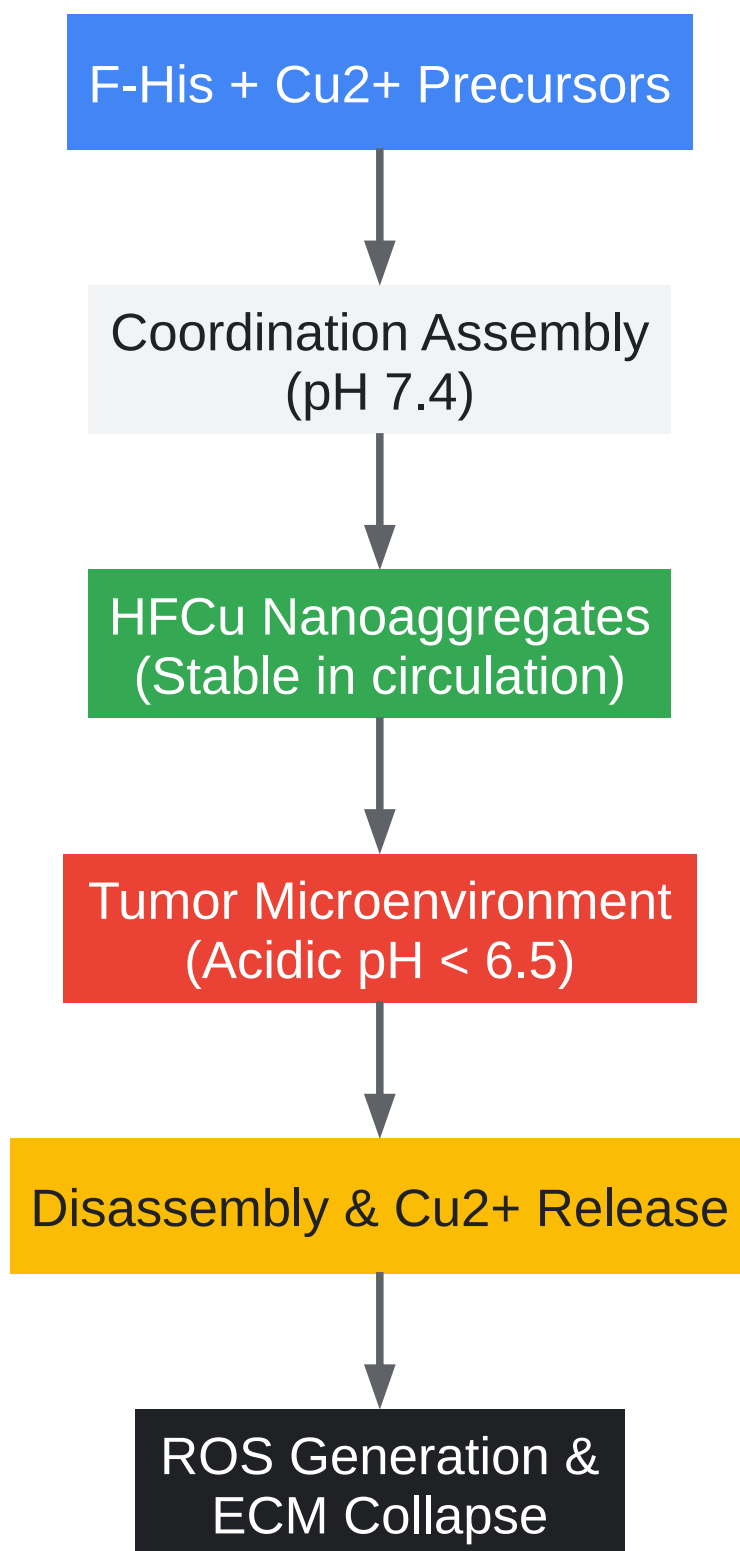 F-His + Cu2+ Precursors
Coordination Assembly
(pH 7.4)
HFCu Nanoaggregates
(Stable in circulation)
Tumor Microenvironment
(Acidic pH < 6.5)
Disassembly & Cu2+ Release
ROS Generation &
ECM Collapse